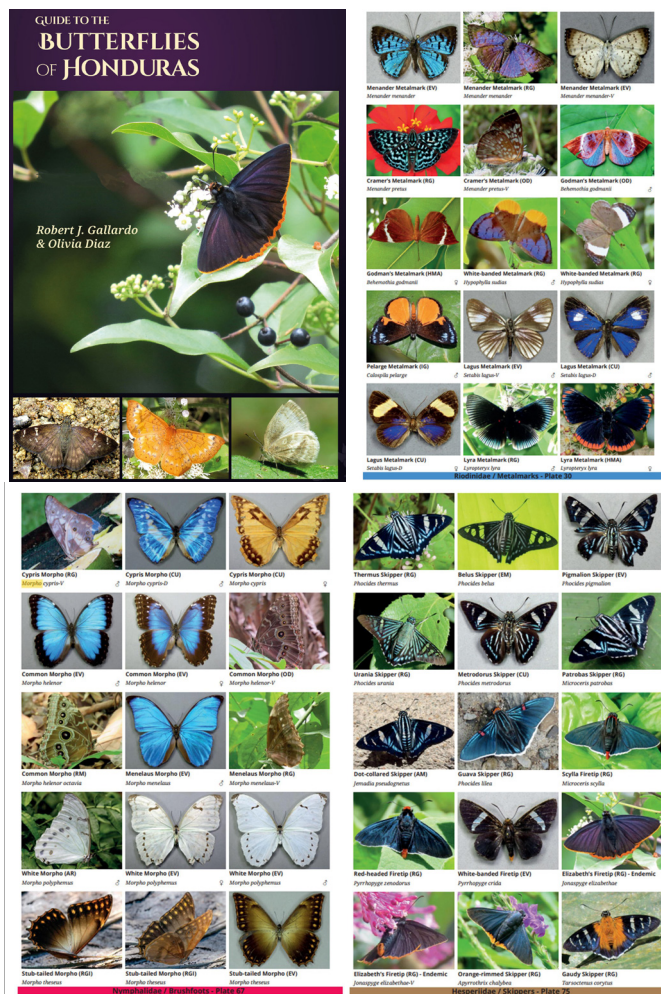 GUIDE TO THE
BUTTERFLIES
OF HONDURAS
Robert J. Gallardo
& Olivia Diaz
Menander Metalmark (EV)
Menander menander
Menander Metalmark (RG)
Menander menander
Menander Metalmark (EV)
Menander menander-V
Cramer's Metalmark (RG)
Menander pretus
Cramer's Metalmark (OD)
Menander pretus-V
Godman's Metalmark (OD)
Behemothia godmanii ♂
Godman's Metalmark (HMA)
Behemothia godmanii ♀
White-banded Metalmark (RG)
Hypophylla sudias ♂
White-banded Metalmark (RG)
Hypophylla sudias ♀
Pelarge Metalmark (IG)
Calospila pelarge
Lagus Metalmark (EV)
Setabis lagus-V
Lagus Metalmark (CU)
Setabis lagus-D ♂
Lagus Metalmark (CU)
Setabis lagus-D ♀
Lyra Metalmark (RG)
Lyropteryx lyra ♂
Lyra Metalmark (HMA)
Lyropteryx lyra ♀
Riodinidae / Metalmarks - Plate 30
Cypris Morpho (RG)
Morpho cypris-V ♂
Cypris Morpho (CU)
Morpho cypris-D ♂
Cypris Morpho (CU)
Morpho cypris ♀
Common Morpho (EV)
Morpho helenor ♂
Common Morpho (EV)
Morpho helenor ♀
Common Morpho (OD)
Morpho helenor-V
Common Morpho (RM)
Morpho helenor octavia
Menelaus Morpho (EV)
Morpho menelaus ♂
Menelaus Morpho (RG)
Morpho menelaus-V
White Morpho (AR)
Morpho polyphemus
White Morpho (EV)
Morpho polyphemus ♀
White Morpho (EV)
Morpho polyphemus ♂
Stub-tailed Morpho (RGI)
Morpho theseus
Stub-tailed Morpho (RGI)
Morpho theseus
Stub-tailed Morpho (EV)
Morpho theseus
Nymphalidae / Brushfoots - Plate 67
Thermus Skipper (RG)
Phocides thermus
Belus Skipper (EM)
Phocides belus
Pigmalion Skipper (EV)
Phocides pigmalion
Urania Skipper (RG)
Phocides urania
Metrodorus Skipper (CU)
Phocides metrodorus
Patrobas Skipper (RG)
Microceris patrobas
Dot-collared Skipper (AM)
Jemadia pseudognetus
Guava Skipper (RG)
Phocides lilea
Scylla Firetip (RG)
Microceris scylla
Red-headed Firetip (RG)
Pyrrhopyge zenodorus
White-banded Firetip (EV)
Pyrrhopyge crida
Elizabeth's Firetip (RG) - Endemic
Jonaspyge elizabethae
Elizabeth's Firetip (RG) - Endemic
Jonaspyge elizabethae-V
Orange-rimmed Skipper (RG)
Apyrrothrix chalybea
Gaudy Skipper (RG)
Tarsoctenus corytus
Hesperiidae / Skippers - Plate 75